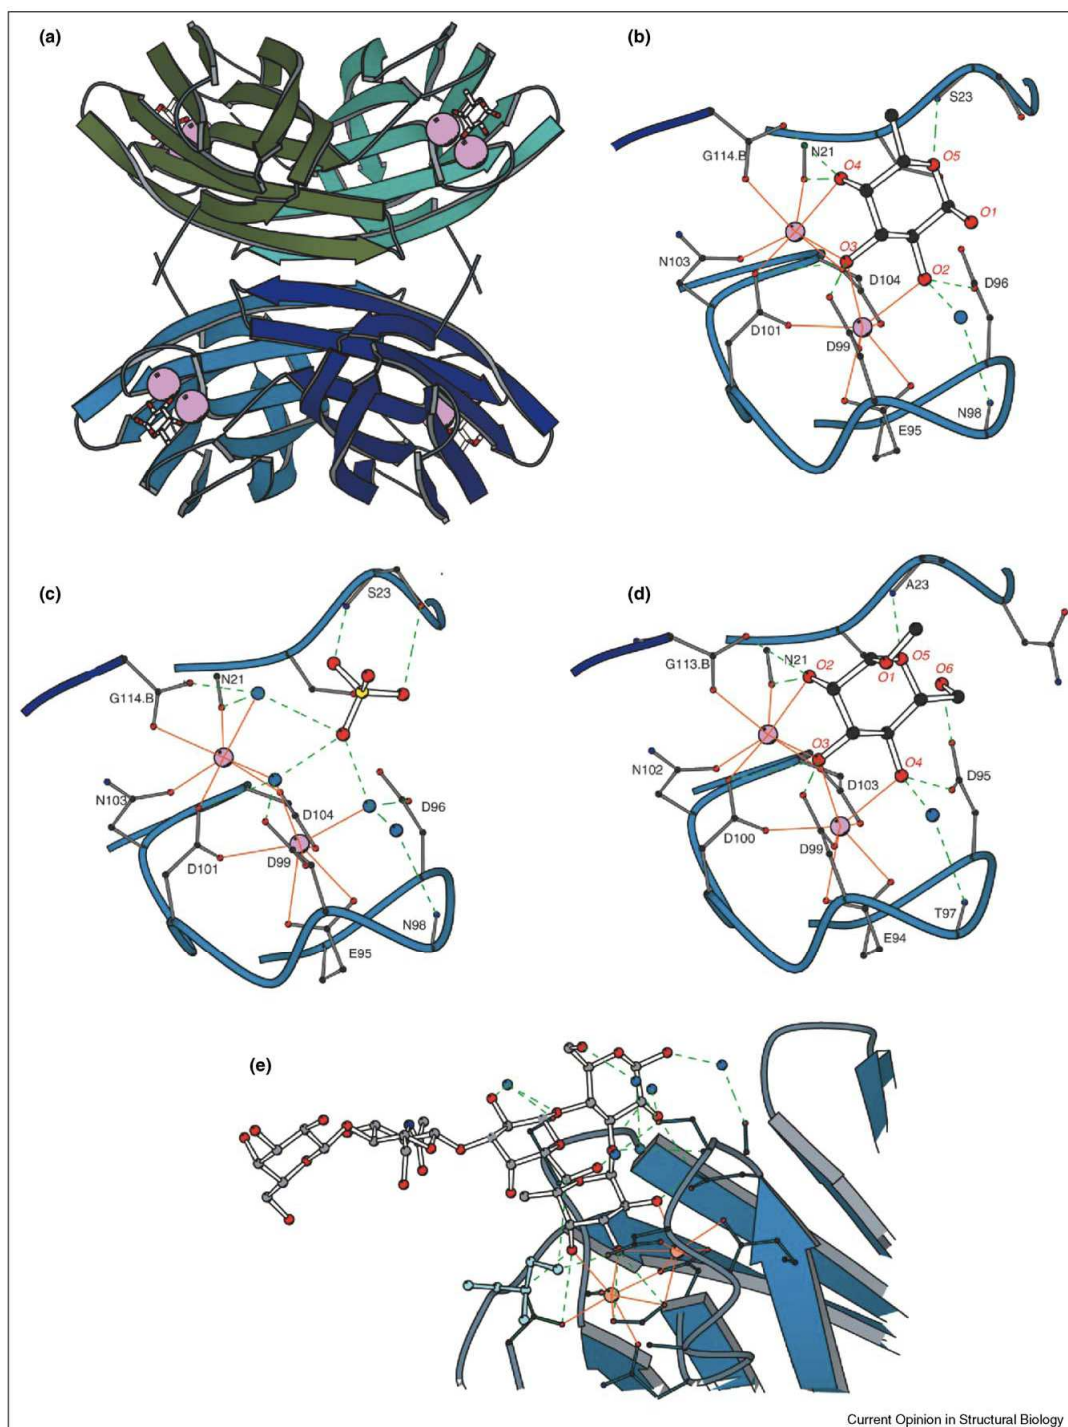 (a)
(b)
S23
G114.B
N21
O4
O5
O1
N103
O3
D104
O2
D96
D101
D99
N98
E95
(c)
S23
G114.B
N21
N103
D104
D96
D101
D99
N98
E95
(d)
A23
G113.B
N21
O2
O1
O5
O6
N102
O3
D103
O4
D95
D100
D99
T97
E94
(e)
Current Opinion in Structural Biology